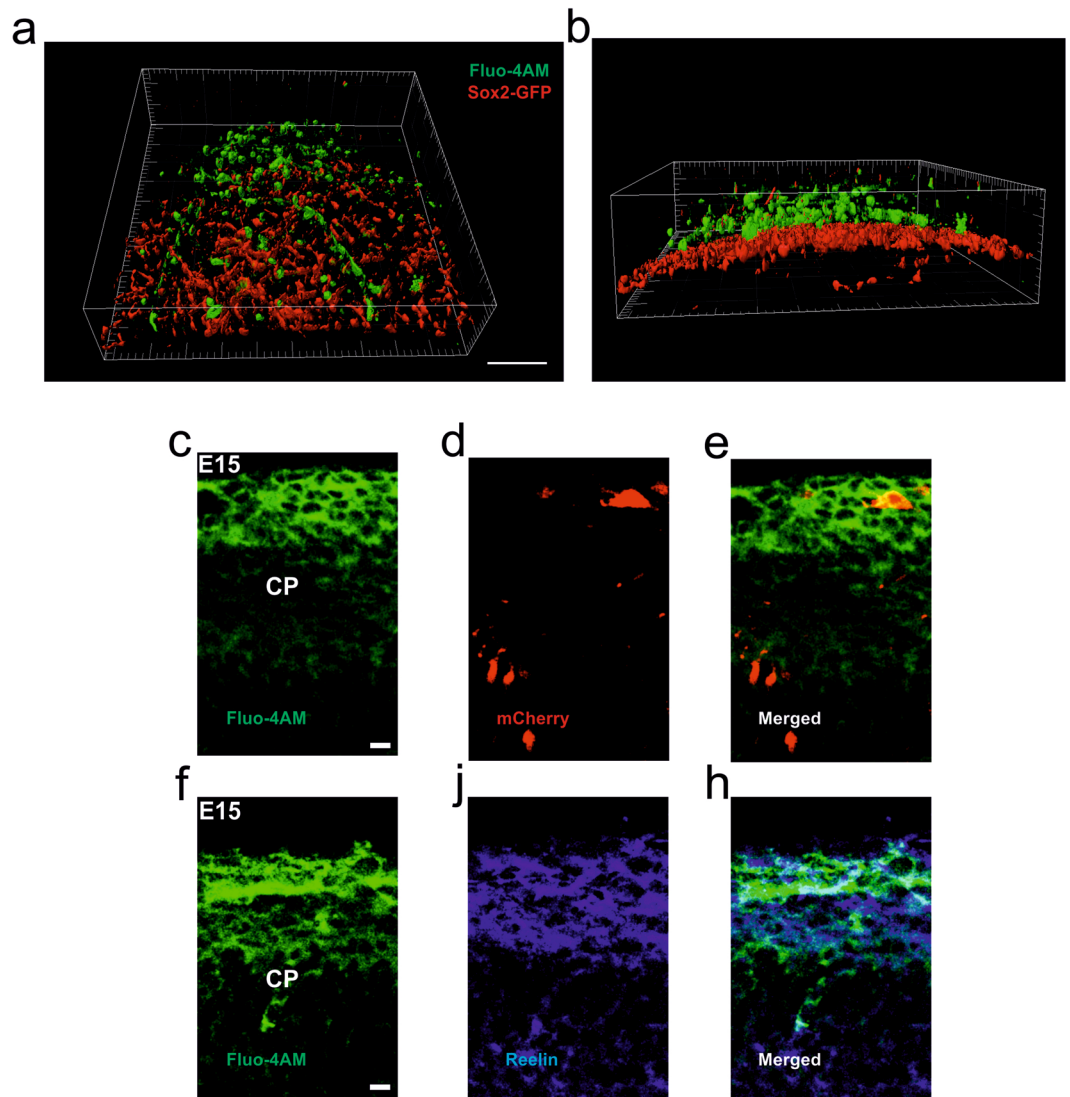 a
b
Fluo-4AM
Sox2-GFP
c
d
e
E15
CP
Fluo-4AM
mCherry
Merged
f
j
h
E15
CP
Fluo-4AM
Reelin
Merged